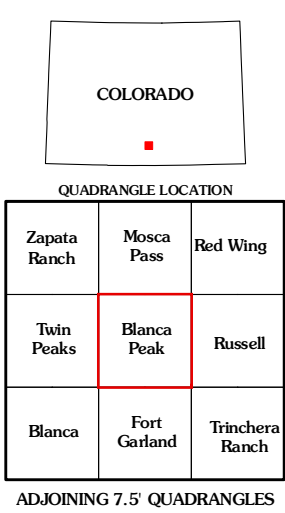 COLORADO
QUADRANGLE LOCATION
Zapata
Ranch
Mosca
Pass
Red Wing
Twin
Peaks
Blanca
Peak
Russell
Blanca
Fort
Garland
Trinchera
Ranch
ADJOINING 7.5' QUADRANGLES